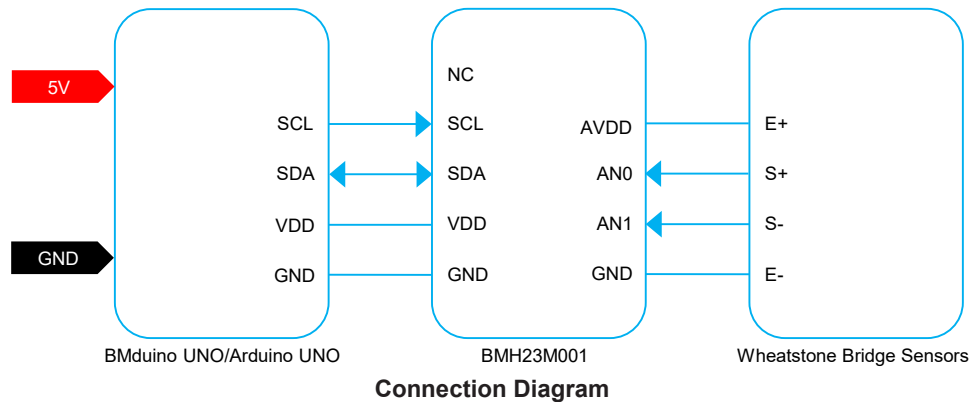 5V
GND
SCL
SDA
VDD
GND
NC
SCL
SDA
VDD
GND
AVDD
AN0
AN1
GND
E+
S+
S-
E-
BMduino UNO/Arduino UNO
BMH23M001
Wheatstone Bridge Sensors
Connection Diagram